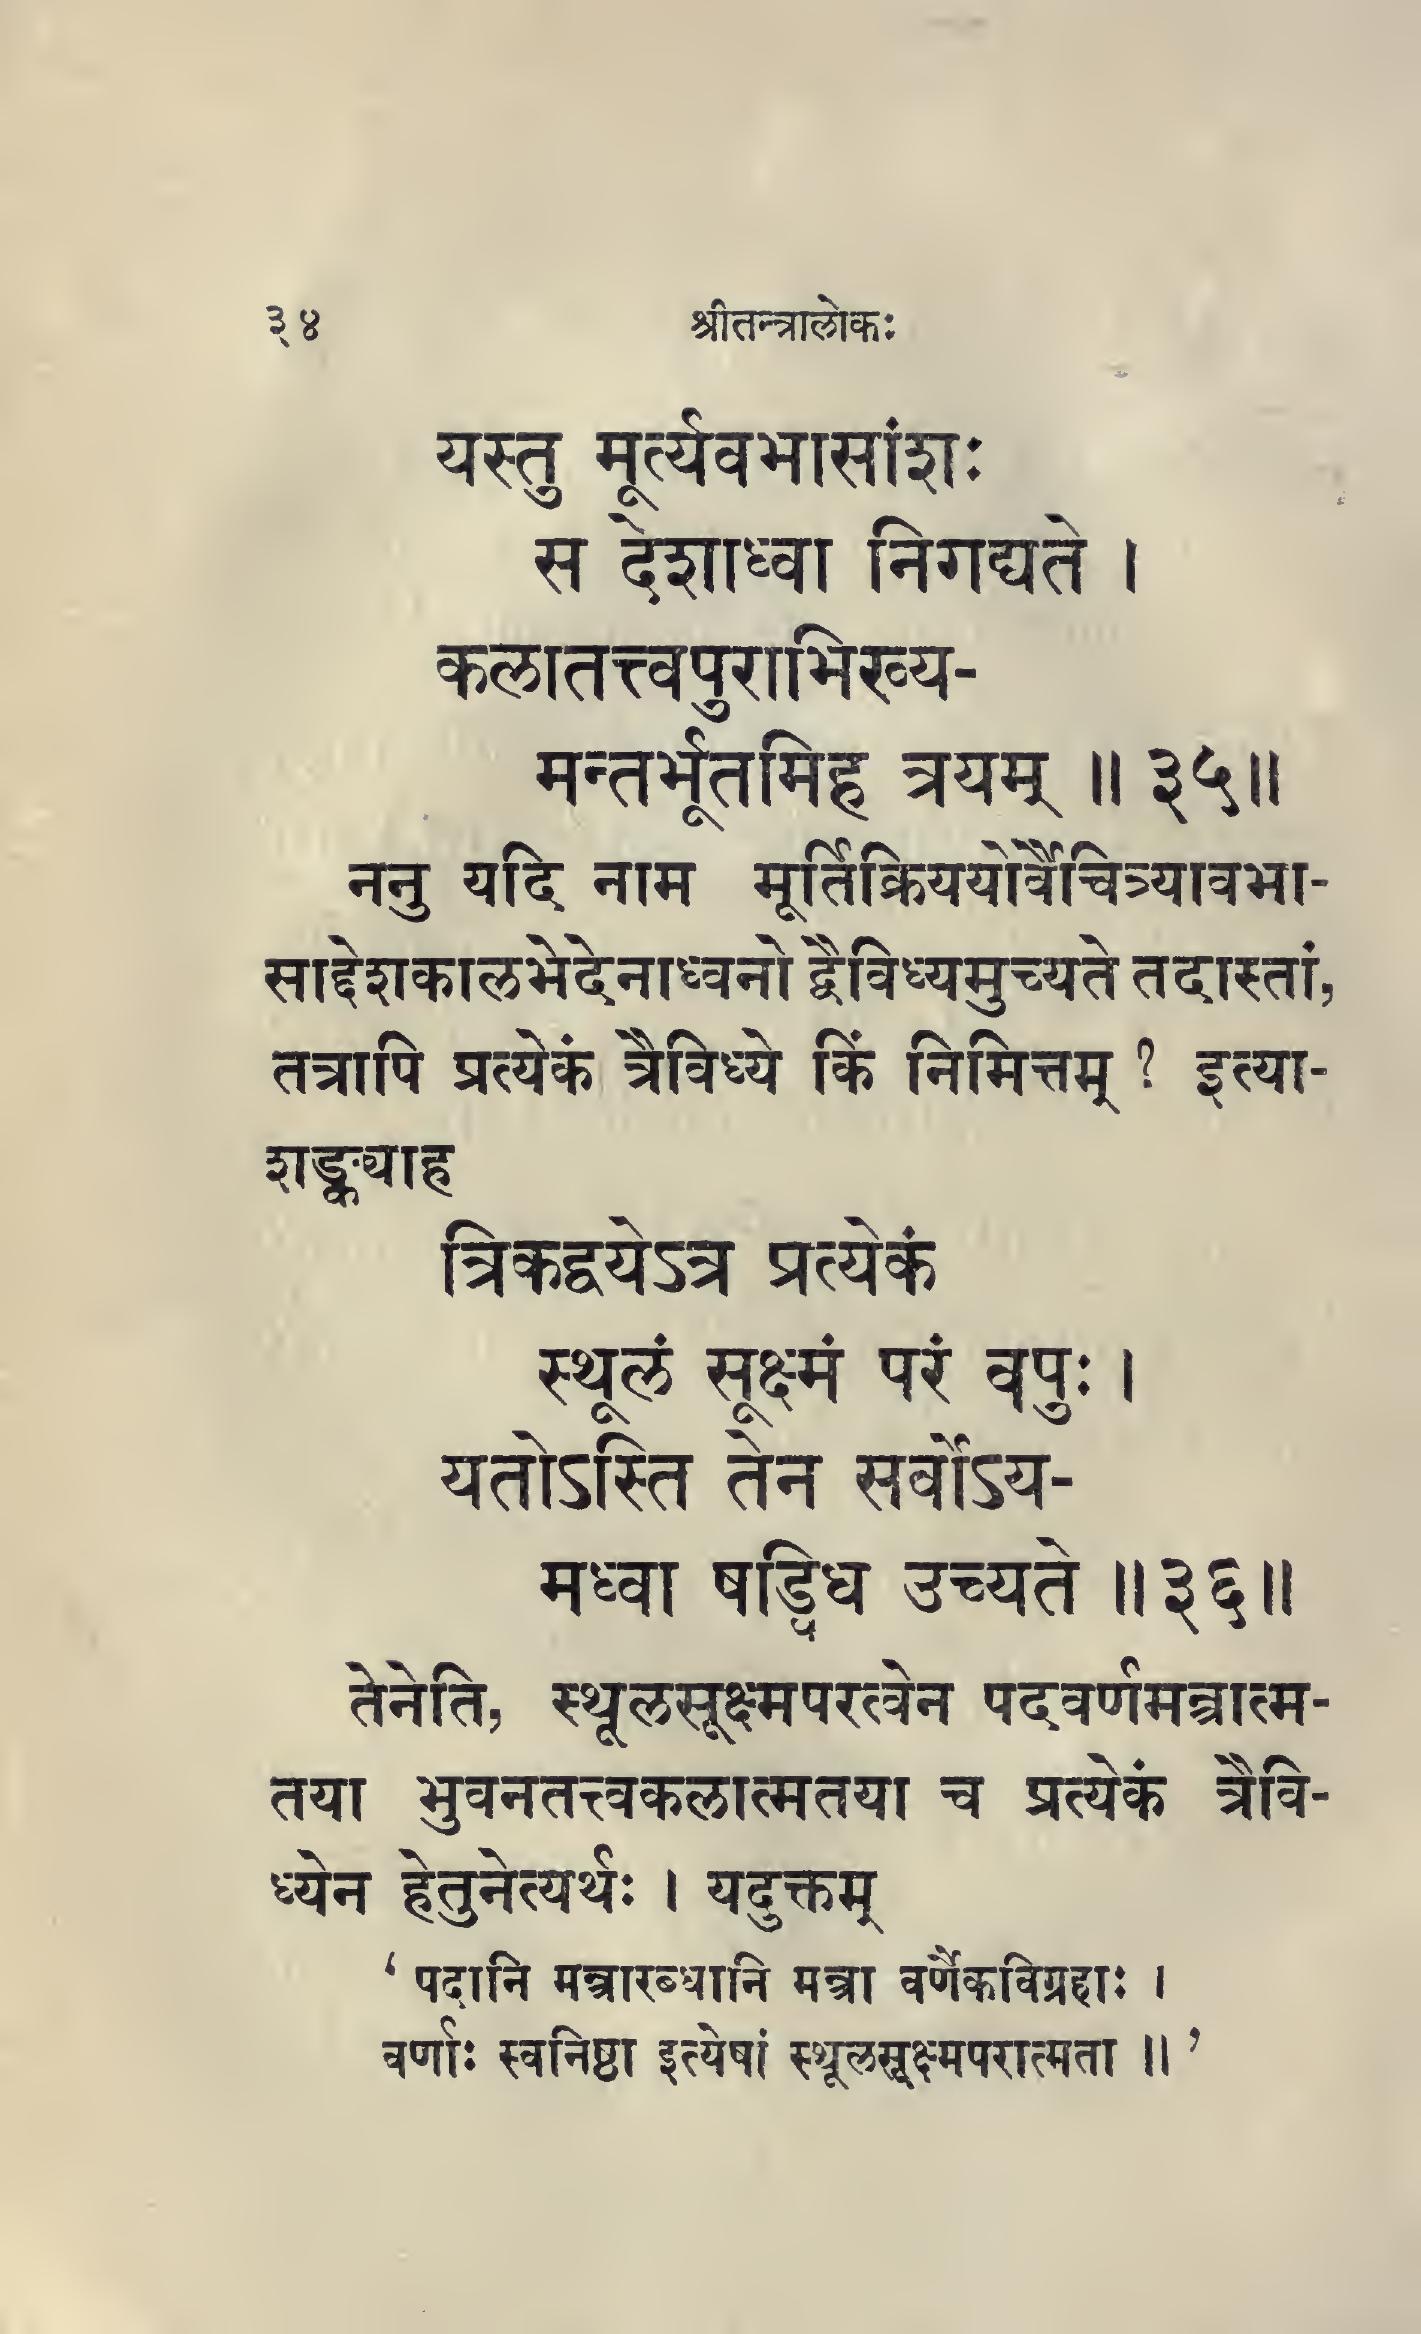 ३४ श्रीतन्त्रालोकः
यस्तु मूर्त्यवभासांशः
स देशाध्वा निगद्यते ।
कलातत्त्वपुराभिख्य-
मन्तर्भूतमिह त्रयम् ॥ ३५॥
ननु यदि नाम मूर्तिक्रिययोर्वैचित्र्यावभा-
साद्देशकालभेदेनाध्वनो द्वैविध्यमुच्यते तदास्तां,
तत्रापि प्रत्येकं त्रैविध्ये किं निमित्तम् ? इत्या-
शङ्क्याह
त्रिकद्वयेऽत्र प्रत्येकं
स्थूलं सूक्ष्मं परं वपुः ।
यतोऽस्ति तेन सर्वोऽय-
मध्वा षड्विध उच्यते ॥३६॥
तेनेति, स्थूलसूक्ष्मपरत्वेन पदवर्णमन्त्रात्म-
तया भुवनतत्त्वकलात्मतया च प्रत्येकं त्रैवि-
ध्येन हेतुनेत्यर्थः । यदुक्तम्
‘ पदानि मन्त्रारब्धानि मन्त्रा वर्णैकविग्रहाः ।
वर्णाः स्वनिष्ठा इत्येषां स्थूलसूक्ष्मपरात्मता ॥ ’